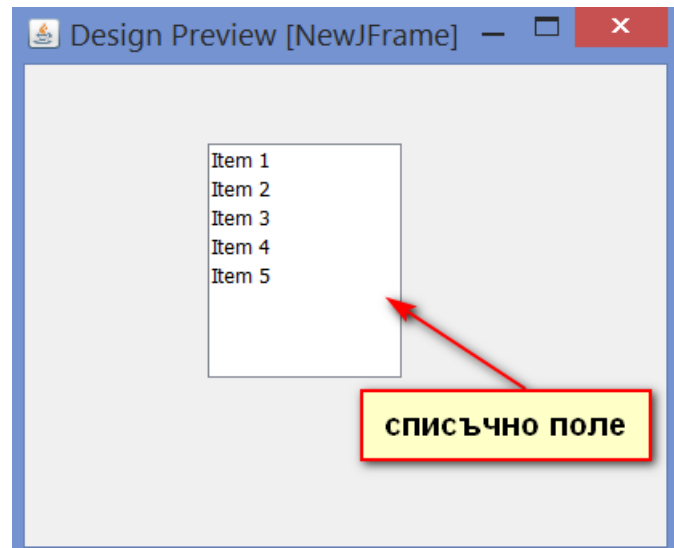 Design Preview [NewJFrame]
Item 1
Item 2
Item 3
Item 4
Item 5
списъчно поле